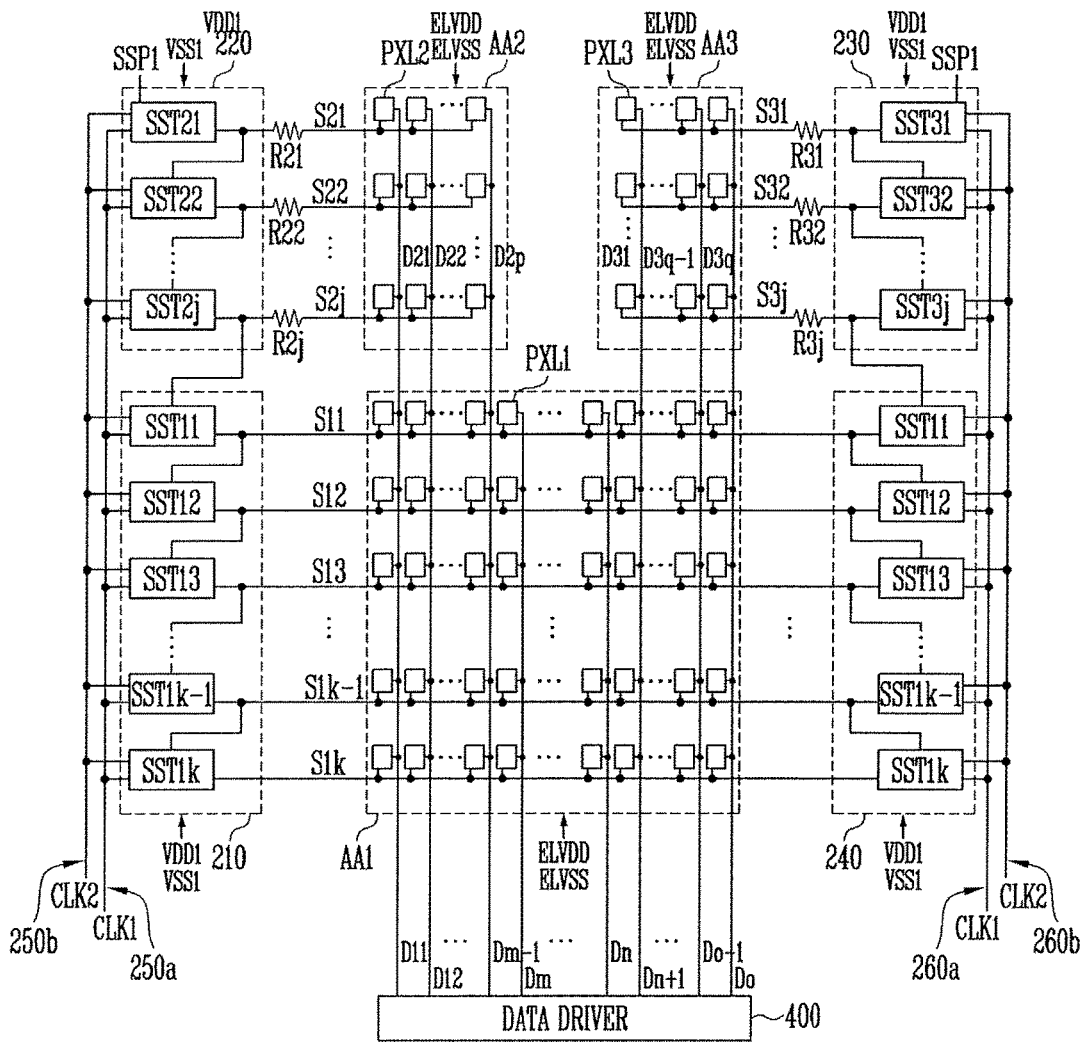 VDD1 ELVDD ELVDD VDD1
VSS1 220 PXL2 ELVSS AA2 PXL3 ELVSS AA3 230 VSS1
SSP1 SSP1
SST21 R21 S21 S31 R31 SST31
SST22 R22 S22 S32 R32 SST32
D21 D22 D2p D31 D3q-1 D3q
SST2j R2j S2j S3j R3j SST3j
PXL1
SST11 S11 SST11
SST12 S12 SST12
SST13 S13 SST13
SST1k-1 S1k-1 SST1k-1
SST1k S1k SST1k
VDD1 210 AA1 ELVDD 240 VDD1
VSS1 ELVSS VSS1
CLK2 CLK2
CLK1 CLK1
250b 250a 260a 260b
D11 Dm-1 Dn Do-1
D12 Dm Dn+1 Do
DATA DRIVER 400